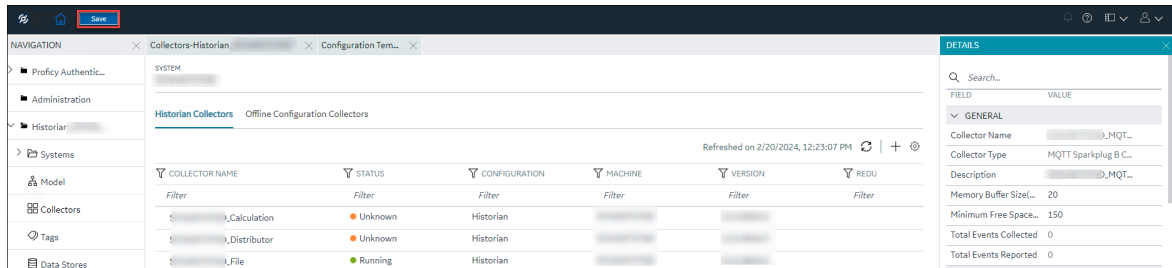 Save
NAVIGATION
Proficy Authentic...
Administration
Historian
Systems
Model
Collectors
Tags
Data Stores
Collectors-Historian
Configuration Tem...
SYSTEM
Historian Collectors Offline Configuration Collectors
Refreshed on 2/20/2024, 12:23:07 PM
COLLECTOR NAME STATUS CONFIGURATION MACHINE VERSION REDU
Filter Filter Filter Filter Filter Filter
_Calculation Unknown Historian
_Distributor Unknown Historian
_File Running Historian
DETAILS
Search...
FIELD VALUE
GENERAL
Collector Name _MQT...
Collector Type MQTT Sparkplug B C...
Description _MQT...
Memory Buffer Size(... 20
Minimum Free Space... 150
Total Events Collected 0
Total Events Reported 0